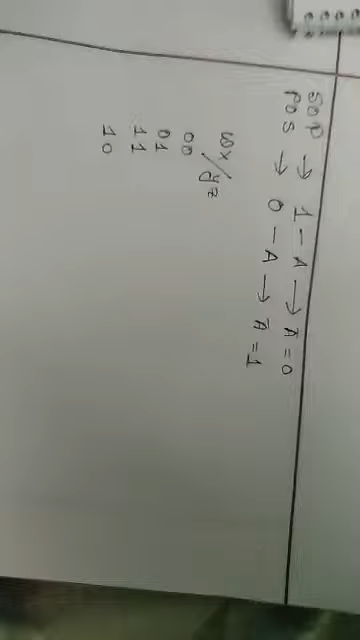 SOP → 1 - A → Ā = 0
POS → 0 - A → Ā = 1
wx/yz
00
01
11
10